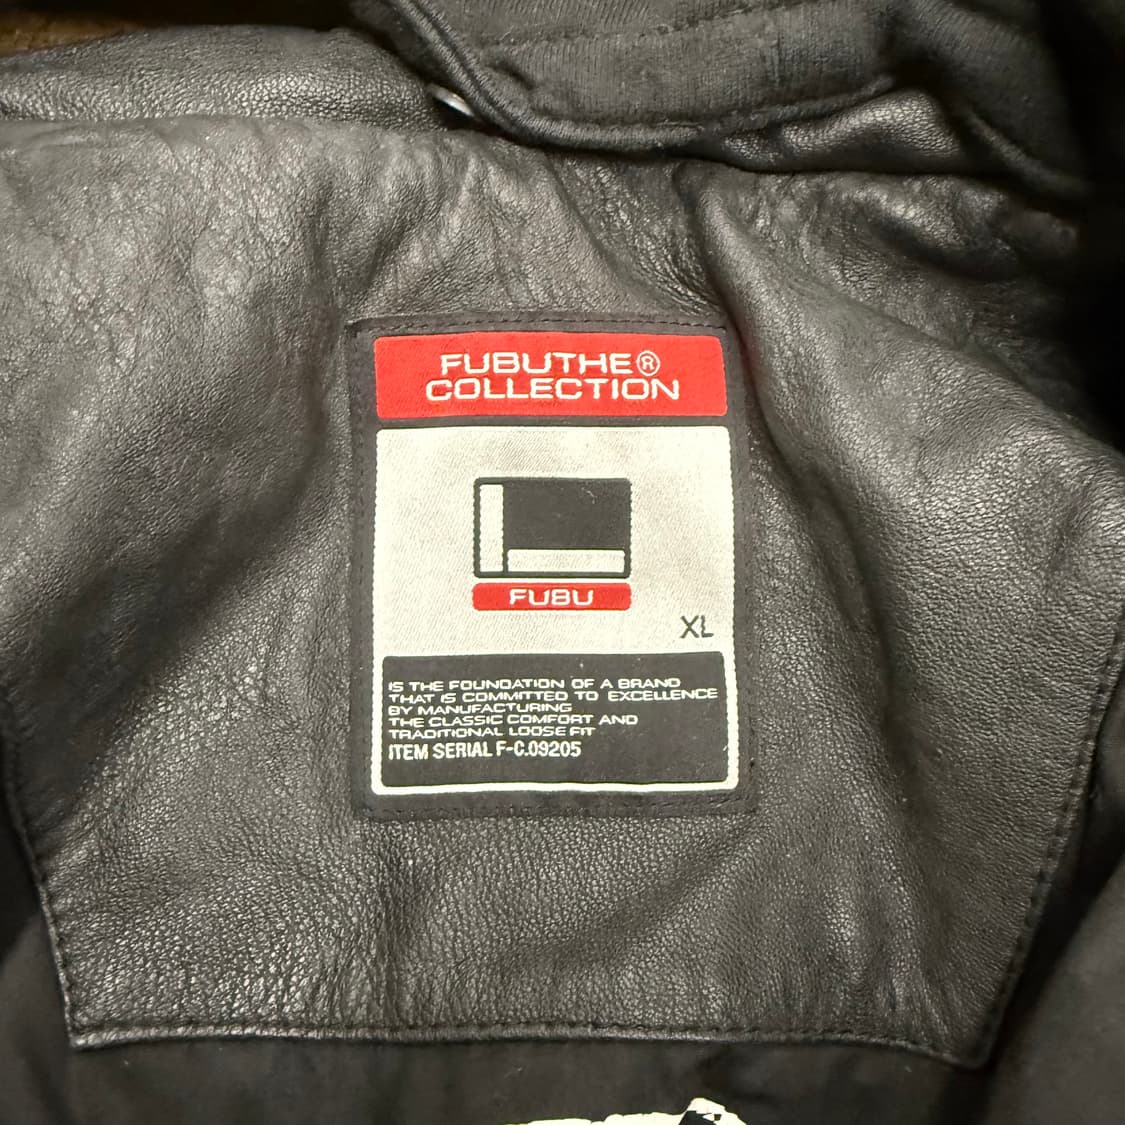 FUBUTHE®
COLLECTION
FUBU
XL
IS THE FOUNDATION OF A BRAND
THAT IS COMMITTED TO EXCELLENCE
BY MANUFACTURING
THE CLASSIC COMFORT AND
TRADITIONAL LOOSE FIT
ITEM SERIAL F-C.09205